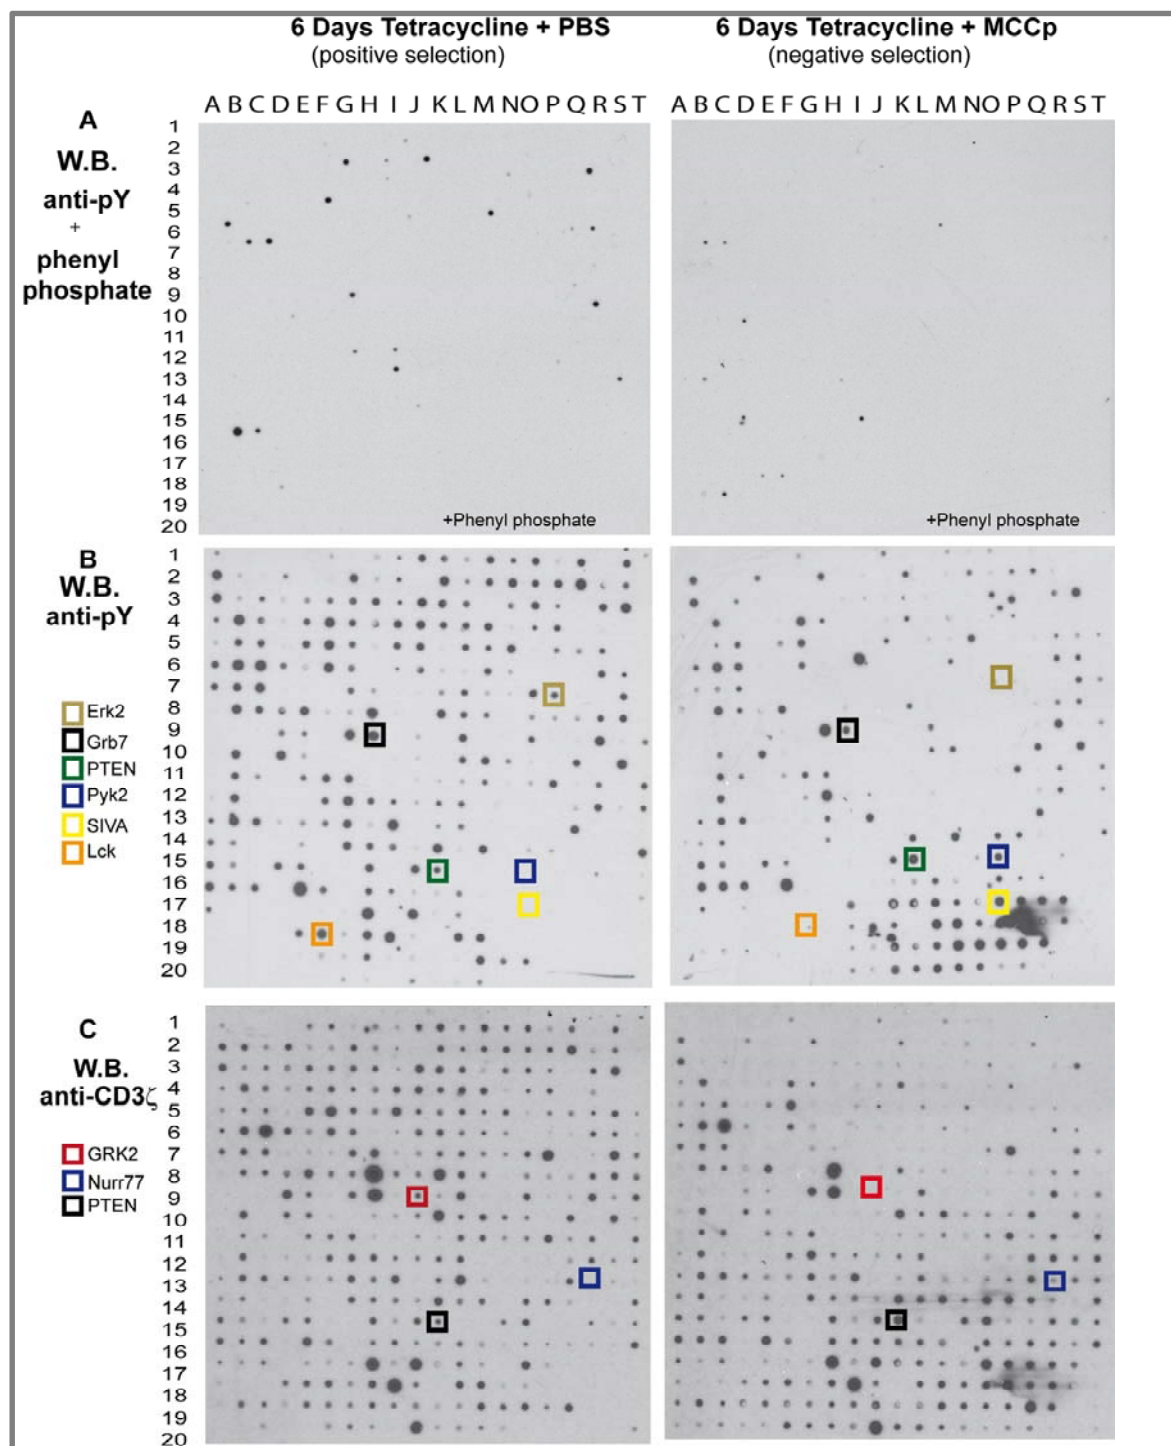 6 Days Tetracycline + PBS
(positive selection)
6 Days Tetracycline + MCCp
(negative selection)
A B C D E F G H I J K L M N O P Q R S T
A B C D E F G H I J K L M N O P Q R S T
A
W.B.
anti-pY
+
phenyl
phosphate
1
2
3
4
5
6
7
8
9
10
11
12
13
14
15
16
17
18
19
20
+Phenyl phosphate
+Phenyl phosphate
B
W.B.
anti-pY
Erk2
Grb7
PTEN
Pyk2
SIVA
Lck
1
2
3
4
5
6
7
8
9
10
11
12
13
14
15
16
17
18
19
20
C
W.B.
anti-CD3ζ
GRK2
Nurr77
PTEN
1
2
3
4
5
6
7
8
9
10
11
12
13
14
15
16
17
18
19
20